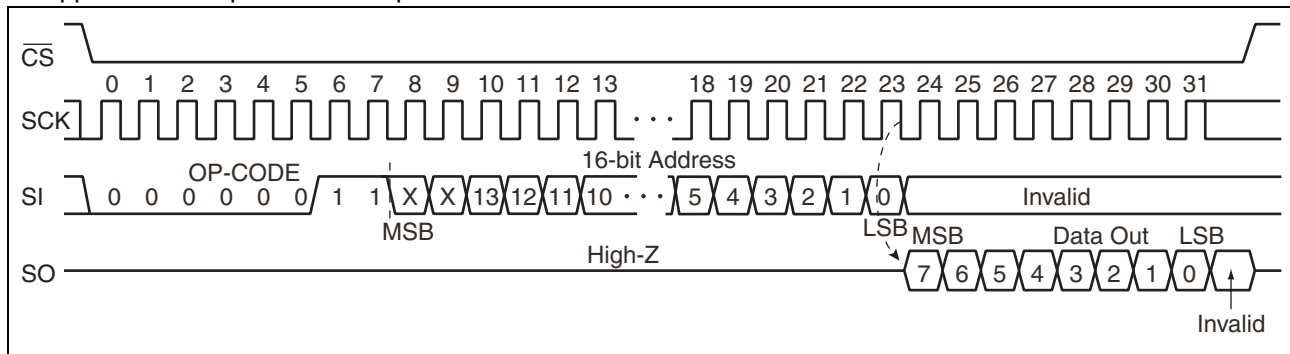 CS
0 1 2 3 4 5 6 7 8 9 10 11 12 13 18 19 20 21 22 23 24 25 26 27 28 29 30 31
SCK
· · ·
16-bit Address
OP-CODE
SI 0 0 0 0 0 0 1 1 X X 13 12 11 10 · · · 5 4 3 2 1 0 Invalid
MSB LSB MSB Data Out LSB
High-Z
SO 7 6 5 4 3 2 1 0
Invalid